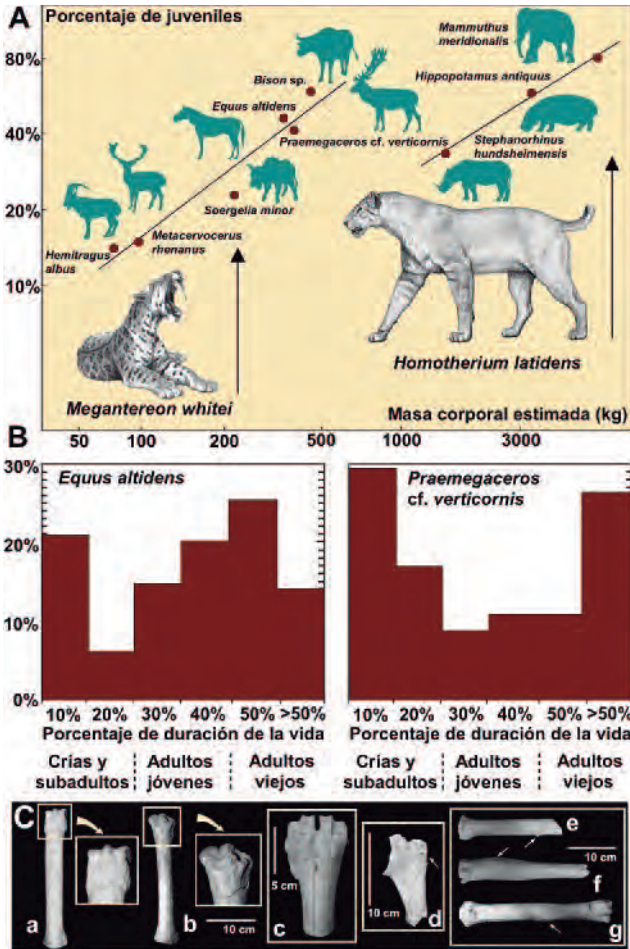 A
Porcentaje de juveniles
80%
40%
20%
10%
Mammuthus
meridionalis
Hippopotamus antiquus
Bison sp.
Equus altidens
Praemegaceros cf. verticornis
Stephanorhinus
hundsheimensis
Soergelia minor
Metacervocerus
rhenanus
Hemitragus
albus
Megantereon whitei
Homotherium latidens
Masa corporal estimada (kg)
50 100 200 500 1000 3000
B
30%
20%
10%
0%
Equus altidens
Praemegaceros
cf. verticornis
10% 20% 30% 40% 50% >50%
10% 20% 30% 40% 50% >50%
Porcentaje de duración de la vida
Porcentaje de duración de la vida
Crías y
subadultos
Adultos
jóvenes
Adultos
viejos
Crías y
subadultos
Adultos
jóvenes
Adultos
viejos
C
a
b
10 cm
5 cm
c
10 cm
d
e
10 cm
f
g